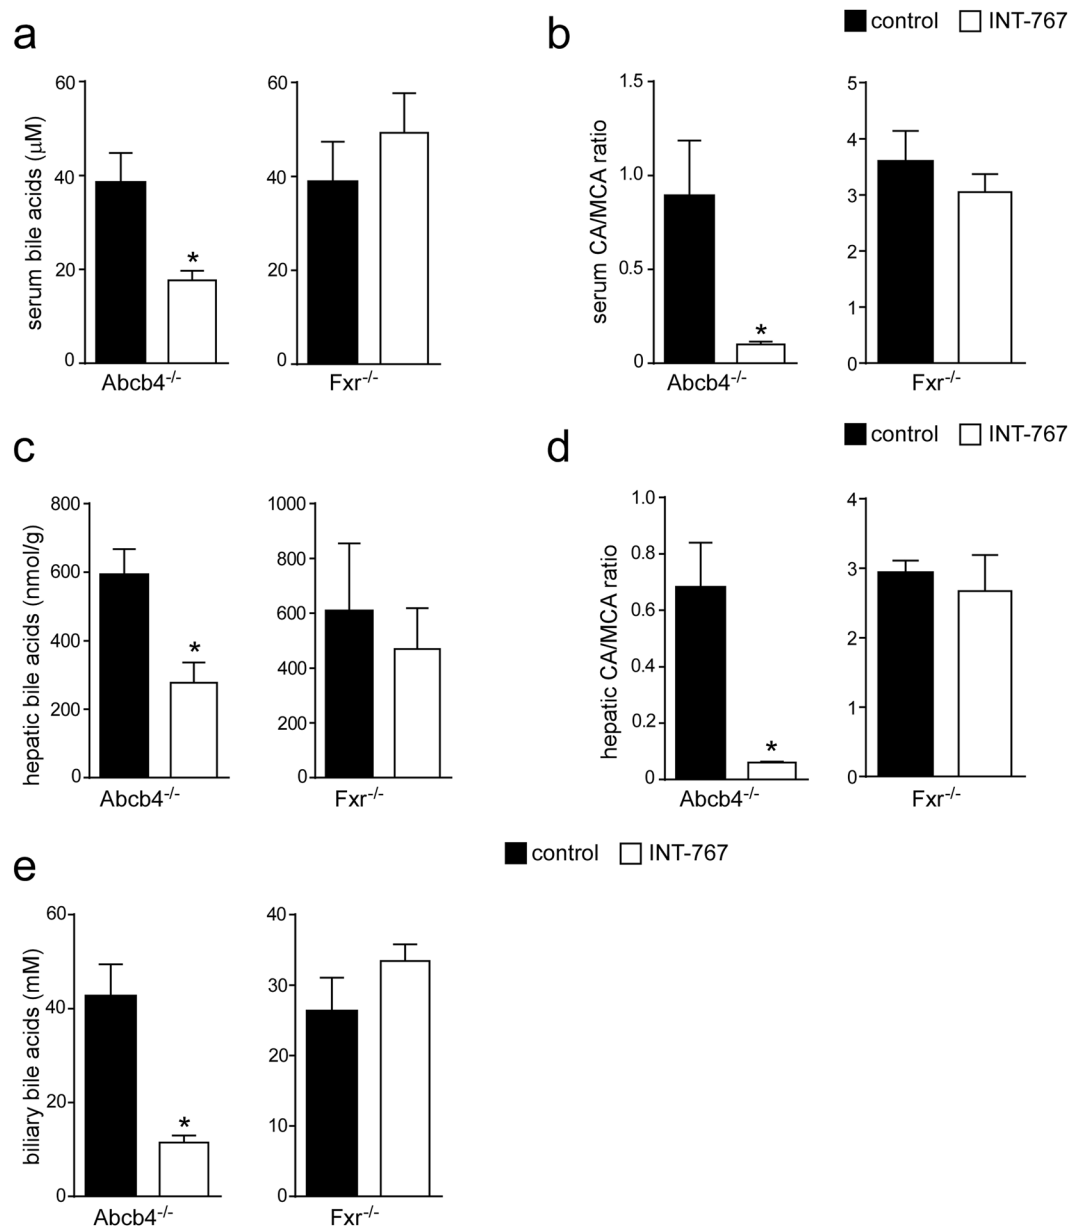 a
b
control INT-767
serum bile acids (μM)
60
40
20
0
*
Abcb4-/-
60
40
20
0
Fxr-/-
serum CA/MCA ratio
1.5
1.0
0.5
0
*
Abcb4-/-
5
4
3
2
1
0
Fxr-/-
c
d
control INT-767
hepatic bile acids (nmol/g)
800
600
400
200
0
*
Abcb4-/-
1000
800
600
400
200
0
Fxr-/-
hepatic CA/MCA ratio
1.0
0.8
0.6
0.4
0.2
0
*
Abcb4-/-
4
3
2
1
0
Fxr-/-
e
control INT-767
biliary bile acids (mM)
60
40
20
0
*
Abcb4-/-
40
30
20
10
0
Fxr-/-